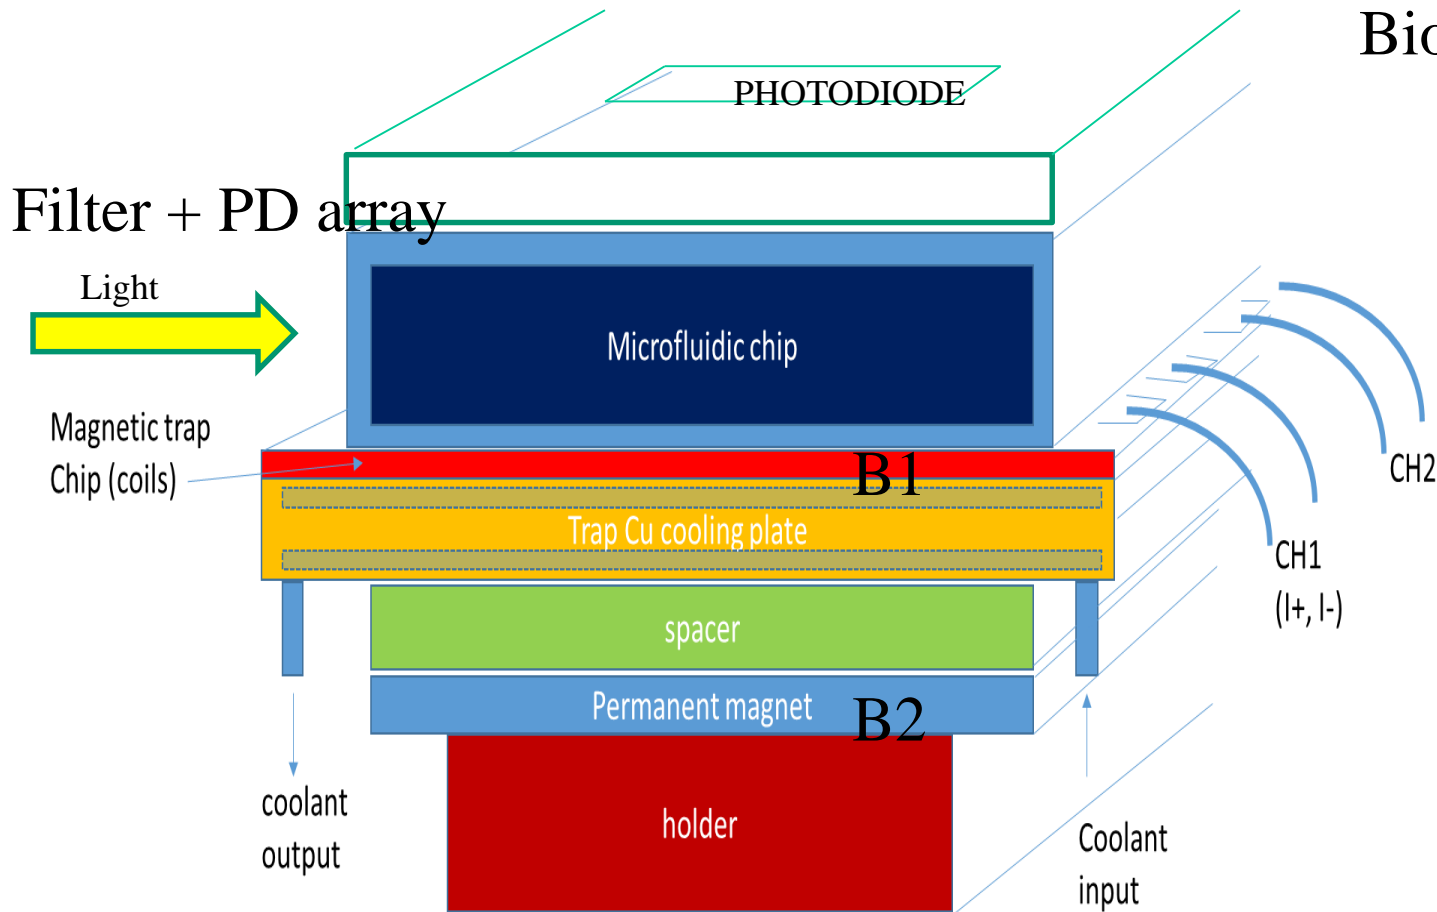 Bio
PHOTODIODE
Filter + PD array
Light
Microfluidic chip
Magnetic trap
Chip (coils)
B1
CH2
Trap Cu cooling plate
CH1
(I+, I-)
spacer
Permanent magnet
B2
coolant
output
holder
Coolant
input